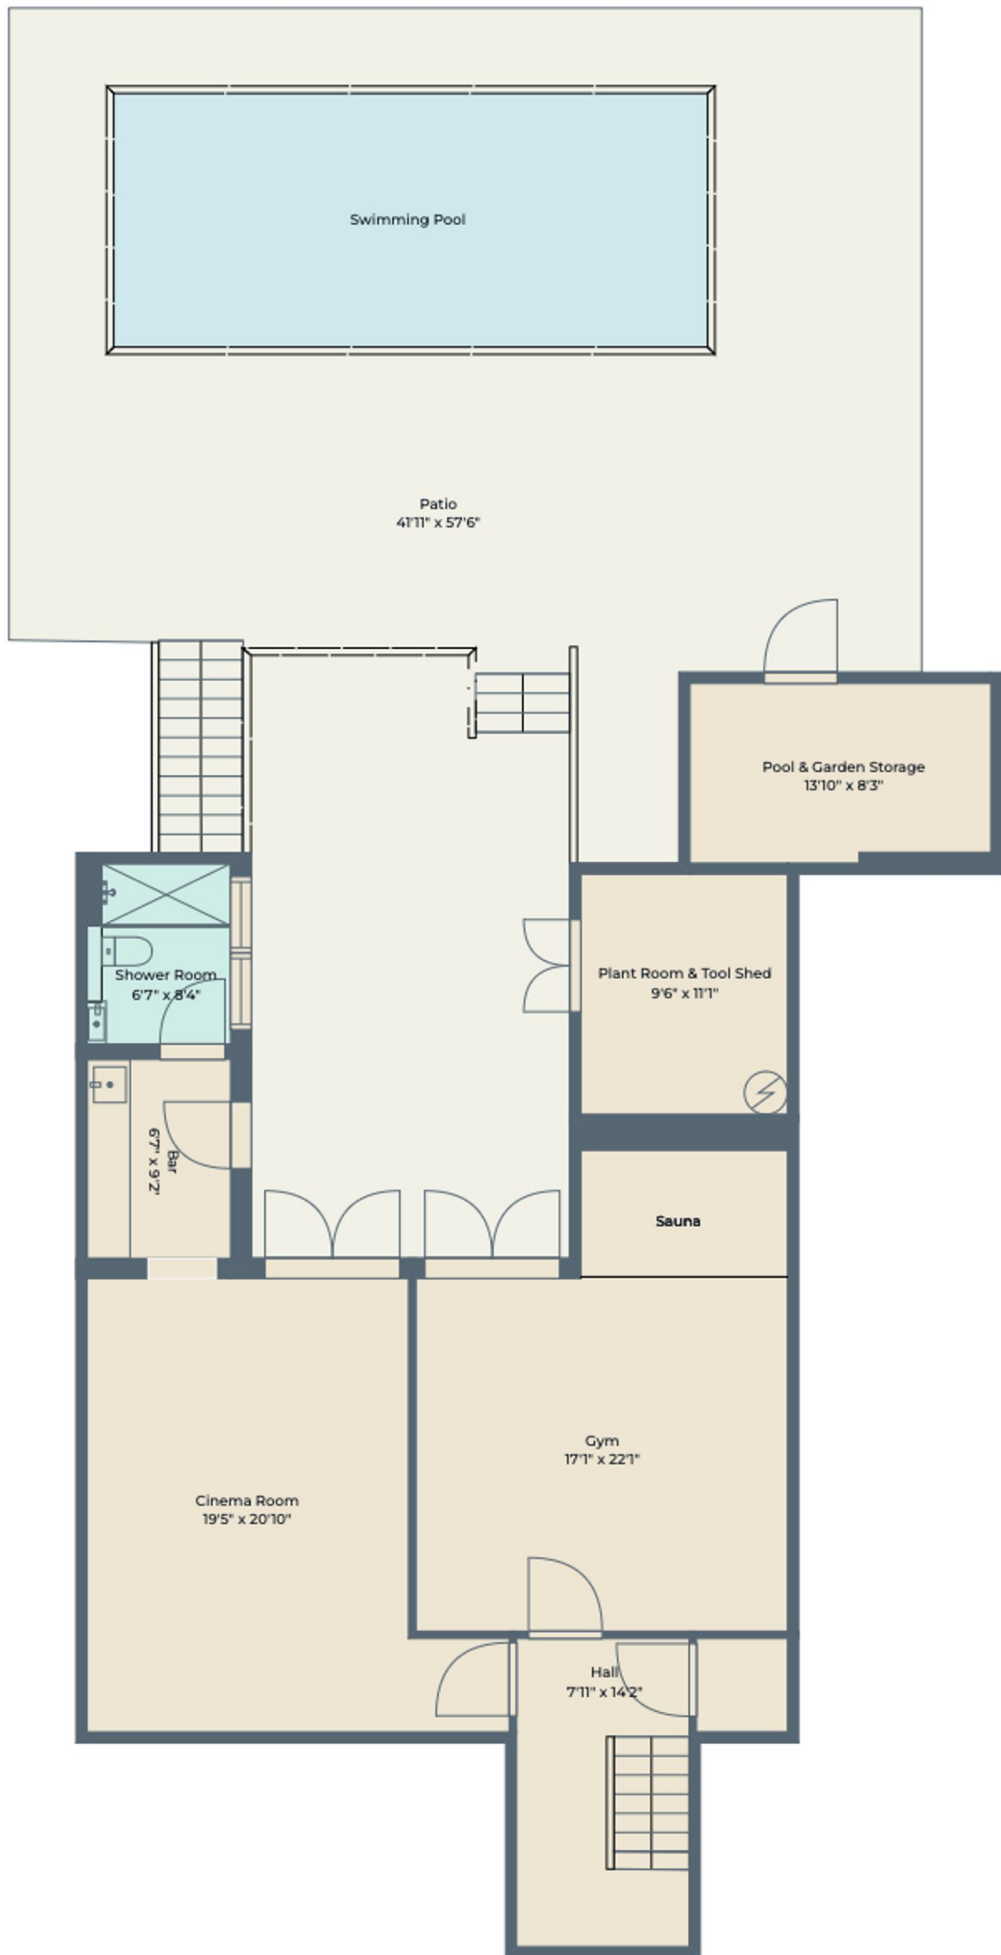 Swimming Pool
Patio
41'11" x 57'6"
Pool & Garden Storage
13'10" x 8'3"
Shower Room
6'7" x 8'4"
Plant Room & Tool Shed
9'6" x 11'1"
Bar
6'7" x 9'2"
Sauna
Gym
17'1" x 22'1"
Cinema Room
19'5" x 20'10"
Hall
7'11" x 14'2"